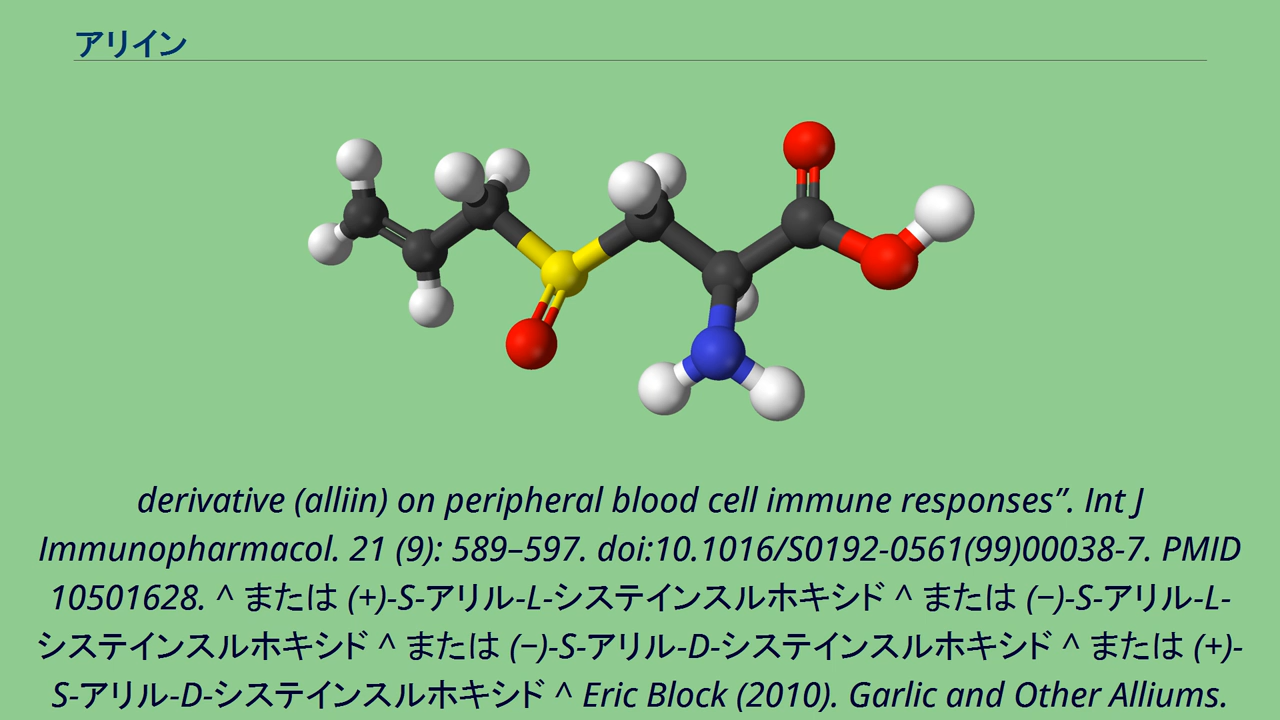 アリイン
derivative (alliin) on peripheral blood cell immune responses”. Int J
Immunopharmacol. 21 (9): 589–597. doi:10.1016/S0192-0561(99)00038-7. PMID
10501628. ^ または (+)-S-アリル-L-システインスルホキシド ^ または (−)-S-アリル-L-
システインスルホキシド ^ または (−)-S-アリル-D-システインスルホキシド ^ または (+)-
S-アリル-D-システインスルホキシド ^ Eric Block (2010). Garlic and Other Alliums.